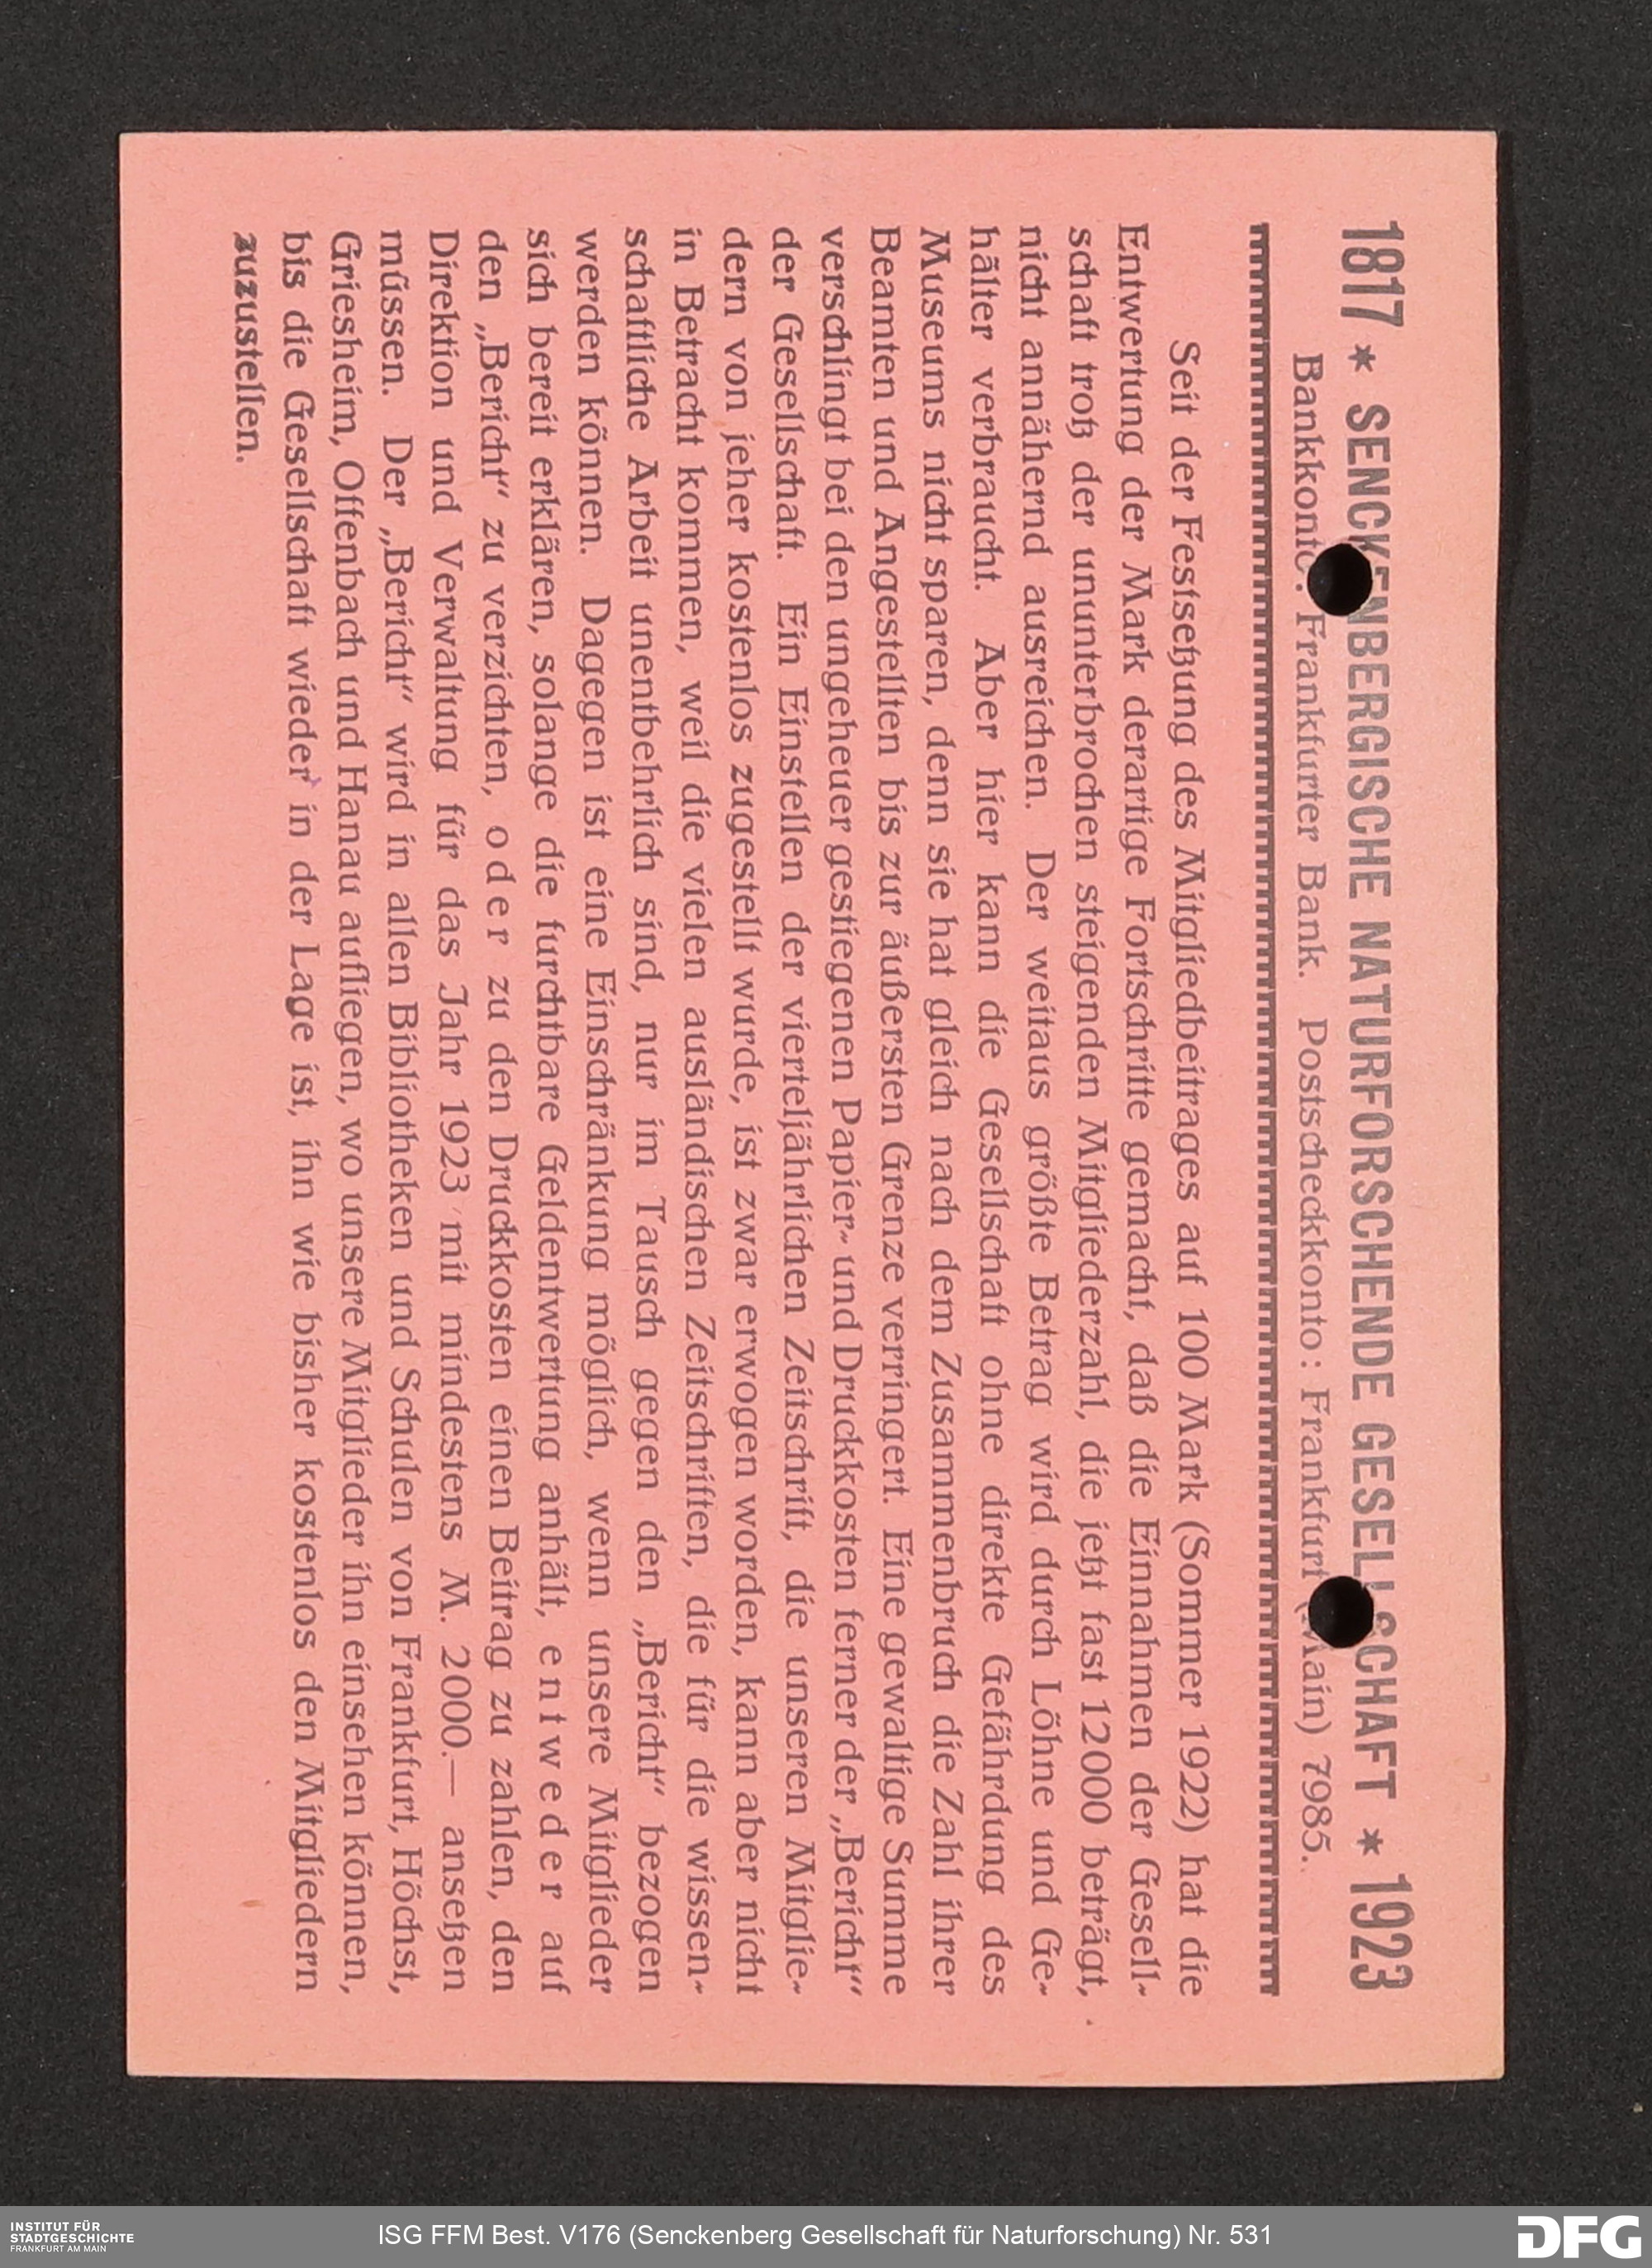 1817 * SENCKENBERGISCHE NATURFORSCHENDE GESELLSCHAFT * 1923
Bankkonto: Frankfurter Bank. Postscheckkonto: Frankfurt (Main) 7985.
Seit der Festsetzung des Mitgliedbeitrages auf 100 Mark (Sommer 1922) hat die
Entwertung der Mark derartige Fortschritte gemacht, daß die Einnahmen der Gesell-
schaft trotz der ununterbrochen steigenden Mitgliederzahl, die jetzt fast 12000 beträgt,
nicht annähernd ausreichen. Der weitaus größte Betrag wird durch Löhne und Ge-
hälter verbraucht. Aber hier kann die Gesellschaft ohne direkte Gefährdung des
Museums nicht sparen, denn sie hat gleich nach dem Zusammenbruch die Zahl ihrer
Beamten und Angestellten bis zur äußersten Grenze verringert. Eine gewaltige Summe
verschlingt bei den ungeheuer gestiegenen Papier- und Druckkosten ferner der „Bericht“
der Gesellschaft. Ein Einstellen der vierteljährlichen Zeitschrift, die unseren Mitglie-
dern von jeher kostenlos zugestellt wurde, ist zwar erwogen worden, kann aber nicht
in Betracht kommen, weil die vielen ausländischen Zeitschriften, die für die wissen-
schaftliche Arbeit unentbehrlich sind, nur im Tausch gegen den „Bericht“ bezogen
werden können. Dagegen ist eine Einschränkung möglich, wenn unsere Mitglieder
sich bereit erklären, solange die furchtbare Geldentwertung anhält, entweder auf
den „Bericht“ zu verzichten, oder zu den Druckkosten einen Beitrag zu zahlen, den
Direktion und Verwaltung für das Jahr 1923 mit mindestens M. 2000.— ansetzen
müssen. Der „Bericht“ wird in allen Bibliotheken und Schulen von Frankfurt, Höchst,
Griesheim, Offenbach und Hanau aufliegen, wo unsere Mitglieder ihn einsehen können,
bis die Gesellschaft wieder in der Lage ist, ihn wie bisher kostenlos den Mitgliedern
zuzustellen.
INSTITUT FÜR
STADTGESCHICHTE
FRANKFURT AM MAIN
ISG FFM Best. V176 (Senckenberg Gesellschaft für Naturforschung) Nr. 531
DFG